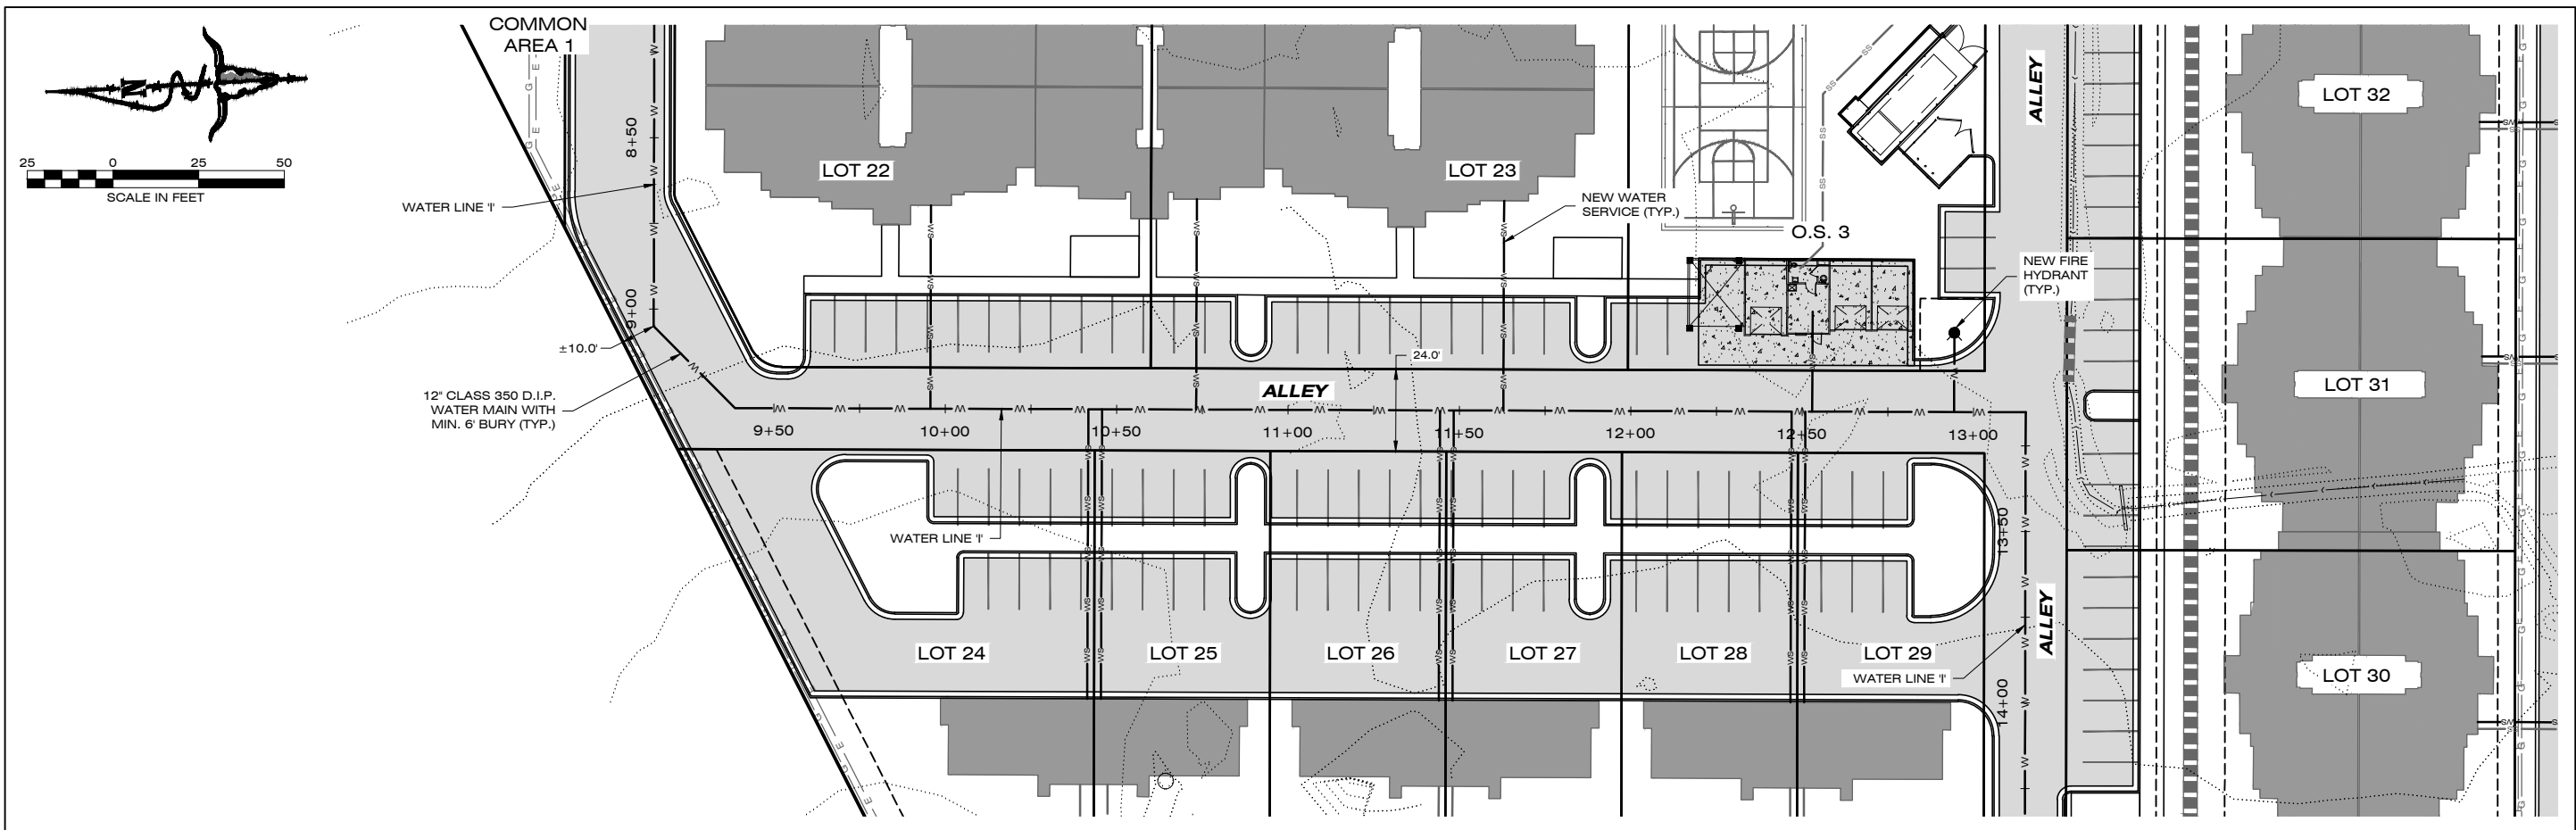 COMMON
AREA 1
N
25 0 25 50
SCALE IN FEET
8+50
WATER LINE 'I'
9+00
±10.0'
12" CLASS 350 D.I.P.
WATER MAIN WITH
MIN. 6' BURY (TYP.)
LOT 22
LOT 23
NEW WATER
SERVICE (TYP.)
O.S. 3
ALLEY
NEW FIRE
HYDRANT
(TYP.)
LOT 32
LOT 31
LOT 30
24.0'
ALLEY
9+50
10+00
10+50
11+00
11+50
12+00
12+50
13+00
WATER LINE 'I'
13+50
ALLEY
LOT 24
LOT 25
LOT 26
LOT 27
LOT 28
LOT 29
WATER LINE 'I'
14+00